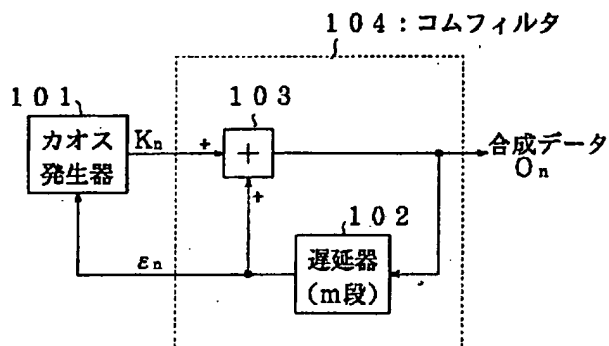 １０４：コムフィルタ
１０１
１０３
カオス
発生器
Kn
+
+
+
合成データ
On
１０２
遅延器
(m段)
εn